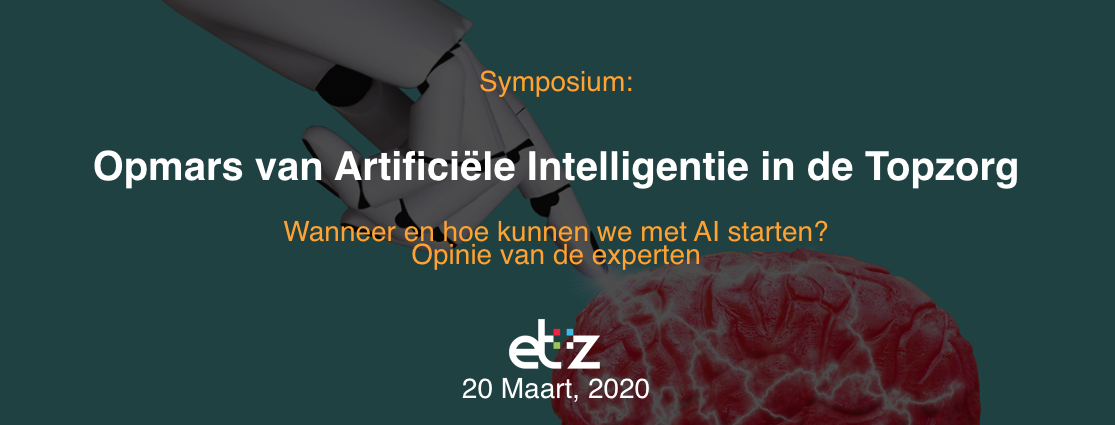 Symposium:
Opmars van Artificiële Intelligentie in de Topzorg
Wanneer en hoe kunnen we met AI starten?
Opinie van de experten
etz
20 Maart, 2020